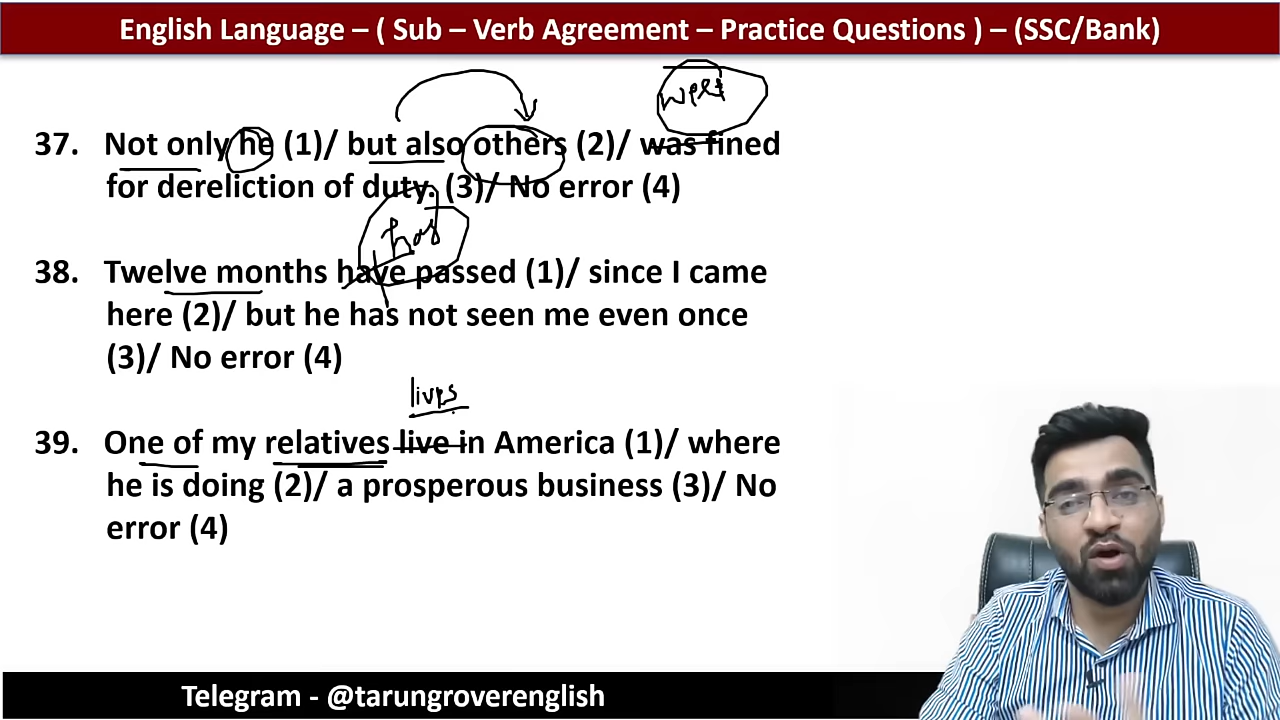 English Language – ( Sub – Verb Agreement – Practice Questions ) – (SSC/Bank)
were
37. Not only he (1)/ but also others (2)/ was fined
for dereliction of duty. (3)/ No error (4)
has
38. Twelve months have passed (1)/ since I came
here (2)/ but he has not seen me even once
(3)/ No error (4)
lives
39. One of my relatives live in America (1)/ where
he is doing (2)/ a prosperous business (3)/ No
error (4)
Telegram - @tarungroverenglish